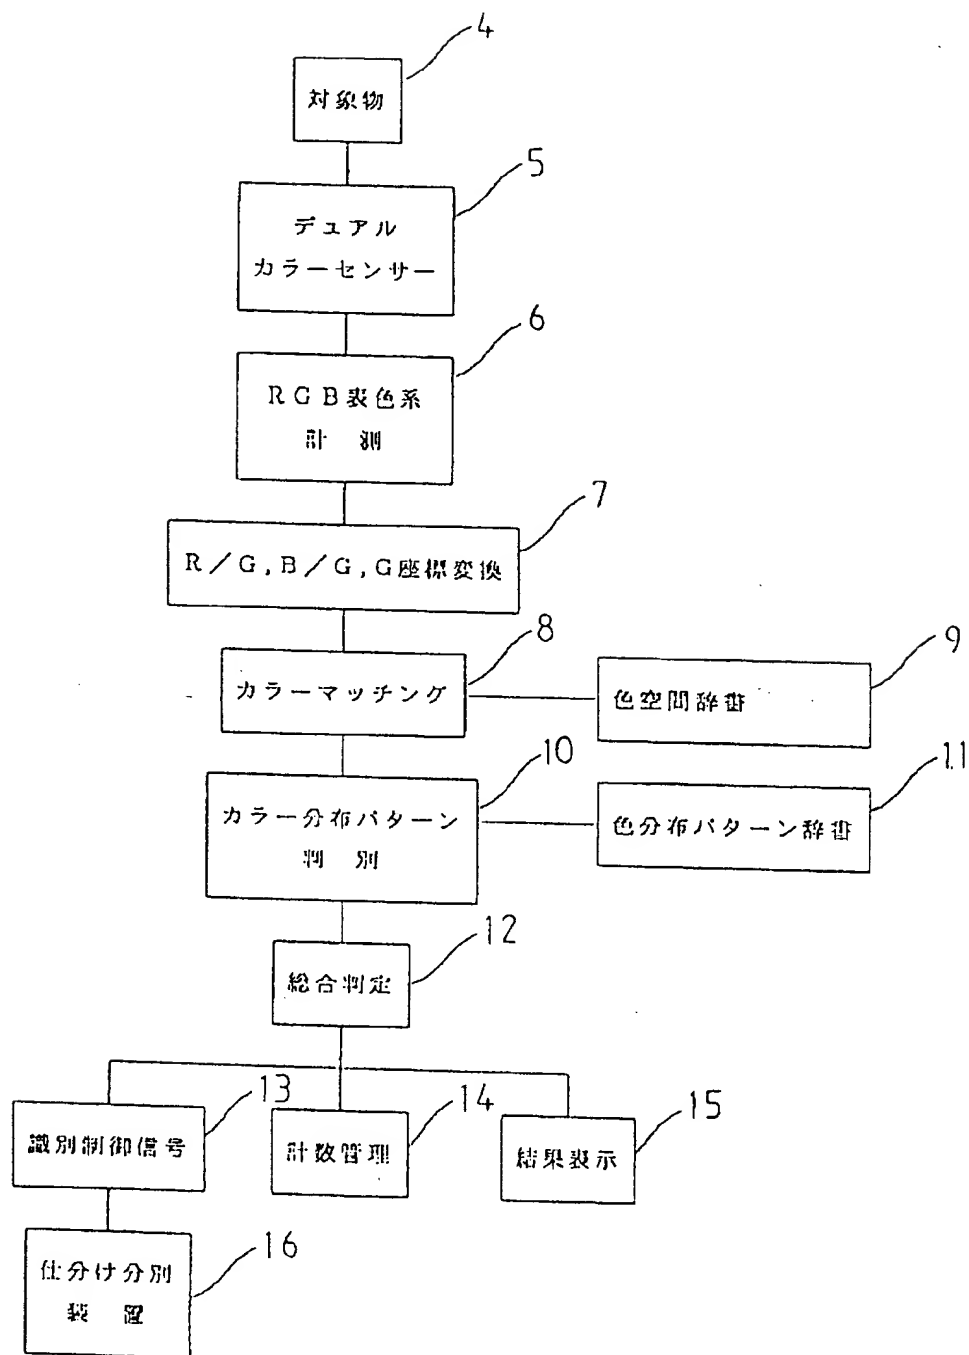 4
対象物
5
デュアル
カラーセンサー
6
RGB表色系
計 測
7
R/G,B/G,G座標変換
8
カラーマッチング
9
色空間辞書
10
カラー分布パターン
判 別
11
色分布パターン辞書
12
総合判定
13
識別制御信号
14
計数管理
15
結果表示
16
仕分け分別
装 置